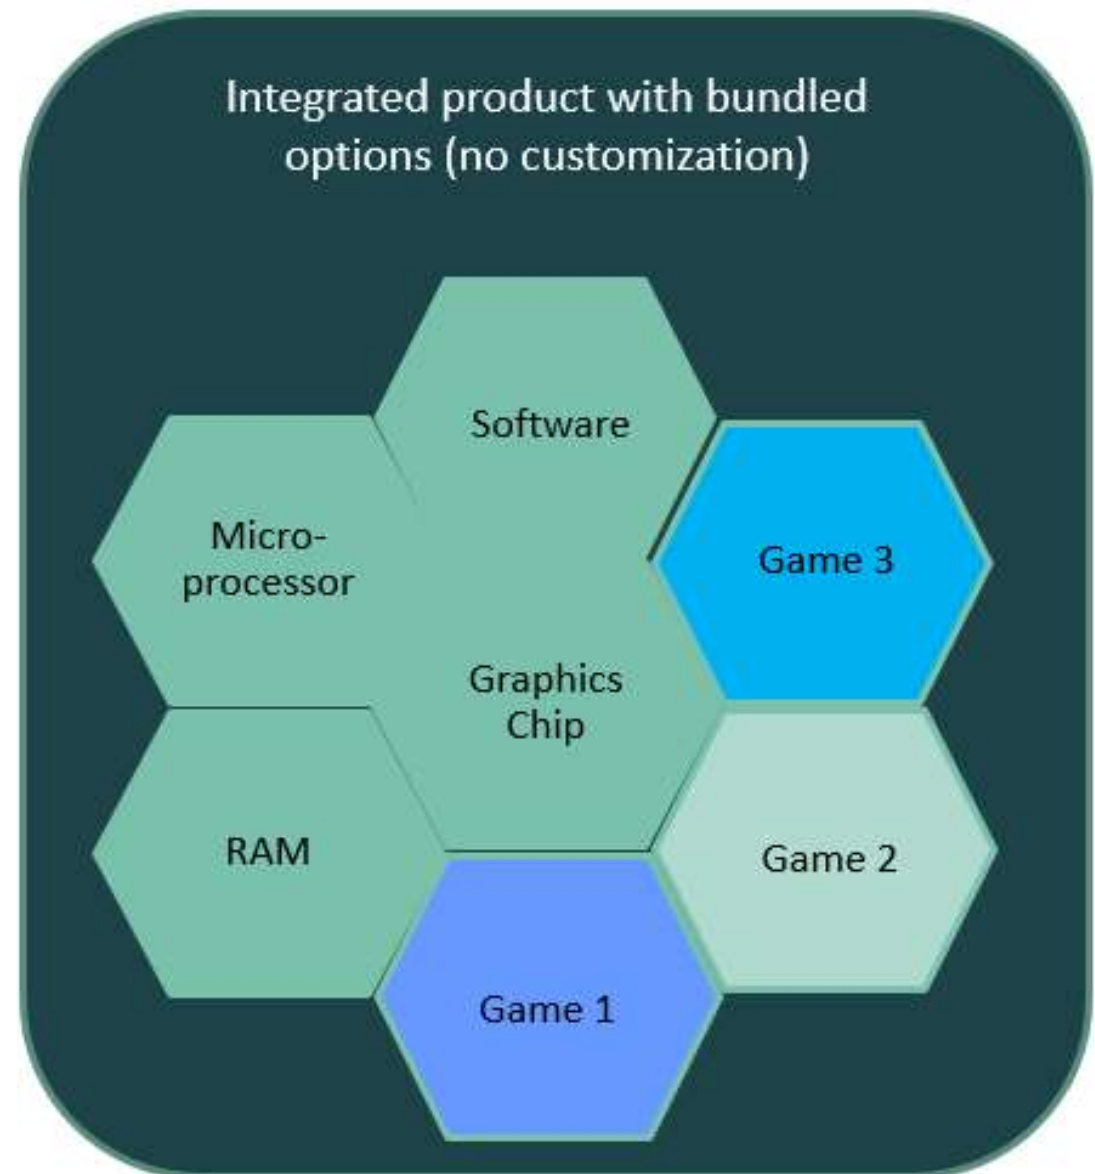 Integrated product with bundled
options (no customization)
Software
Micro-
processor
Game 3
Graphics
Chip
RAM
Game 2
Game 1